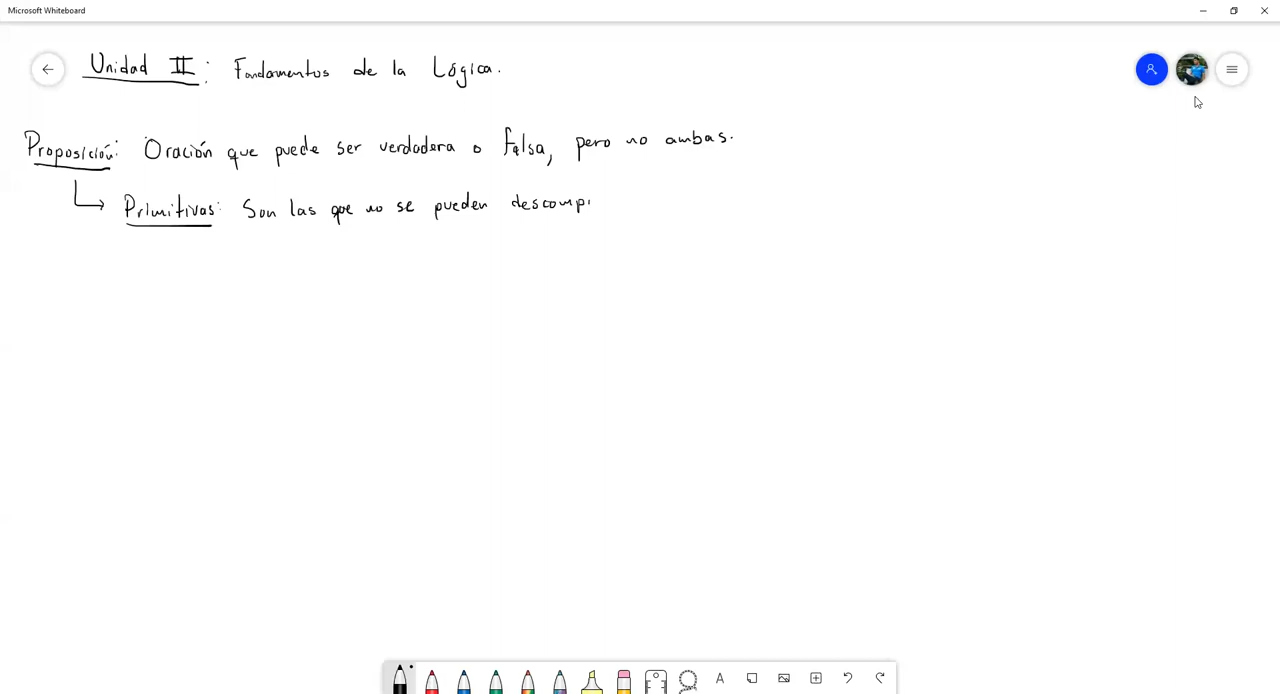 Microsoft Whiteboard
Unidad II: Fundamentos de la Lógica.
Proposición: Oración que puede ser verdadera o falsa, pero no ambas.
Primitivas: Son las que no se pueden descomp